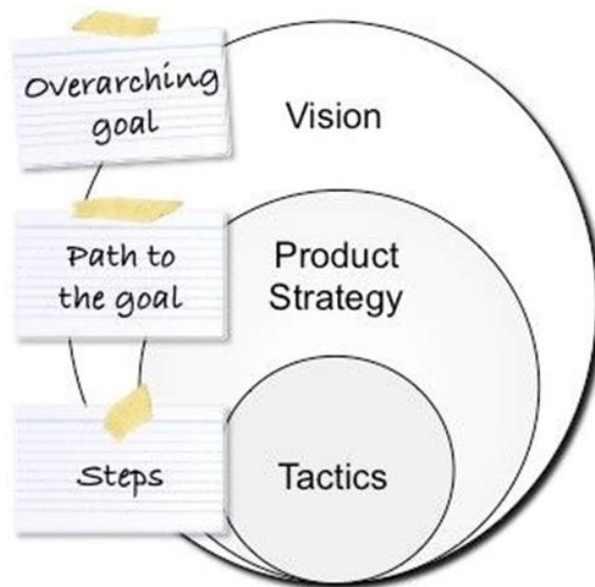 Overarching
goal
Vision
Path to
the goal
Product
Strategy
Steps
Tactics